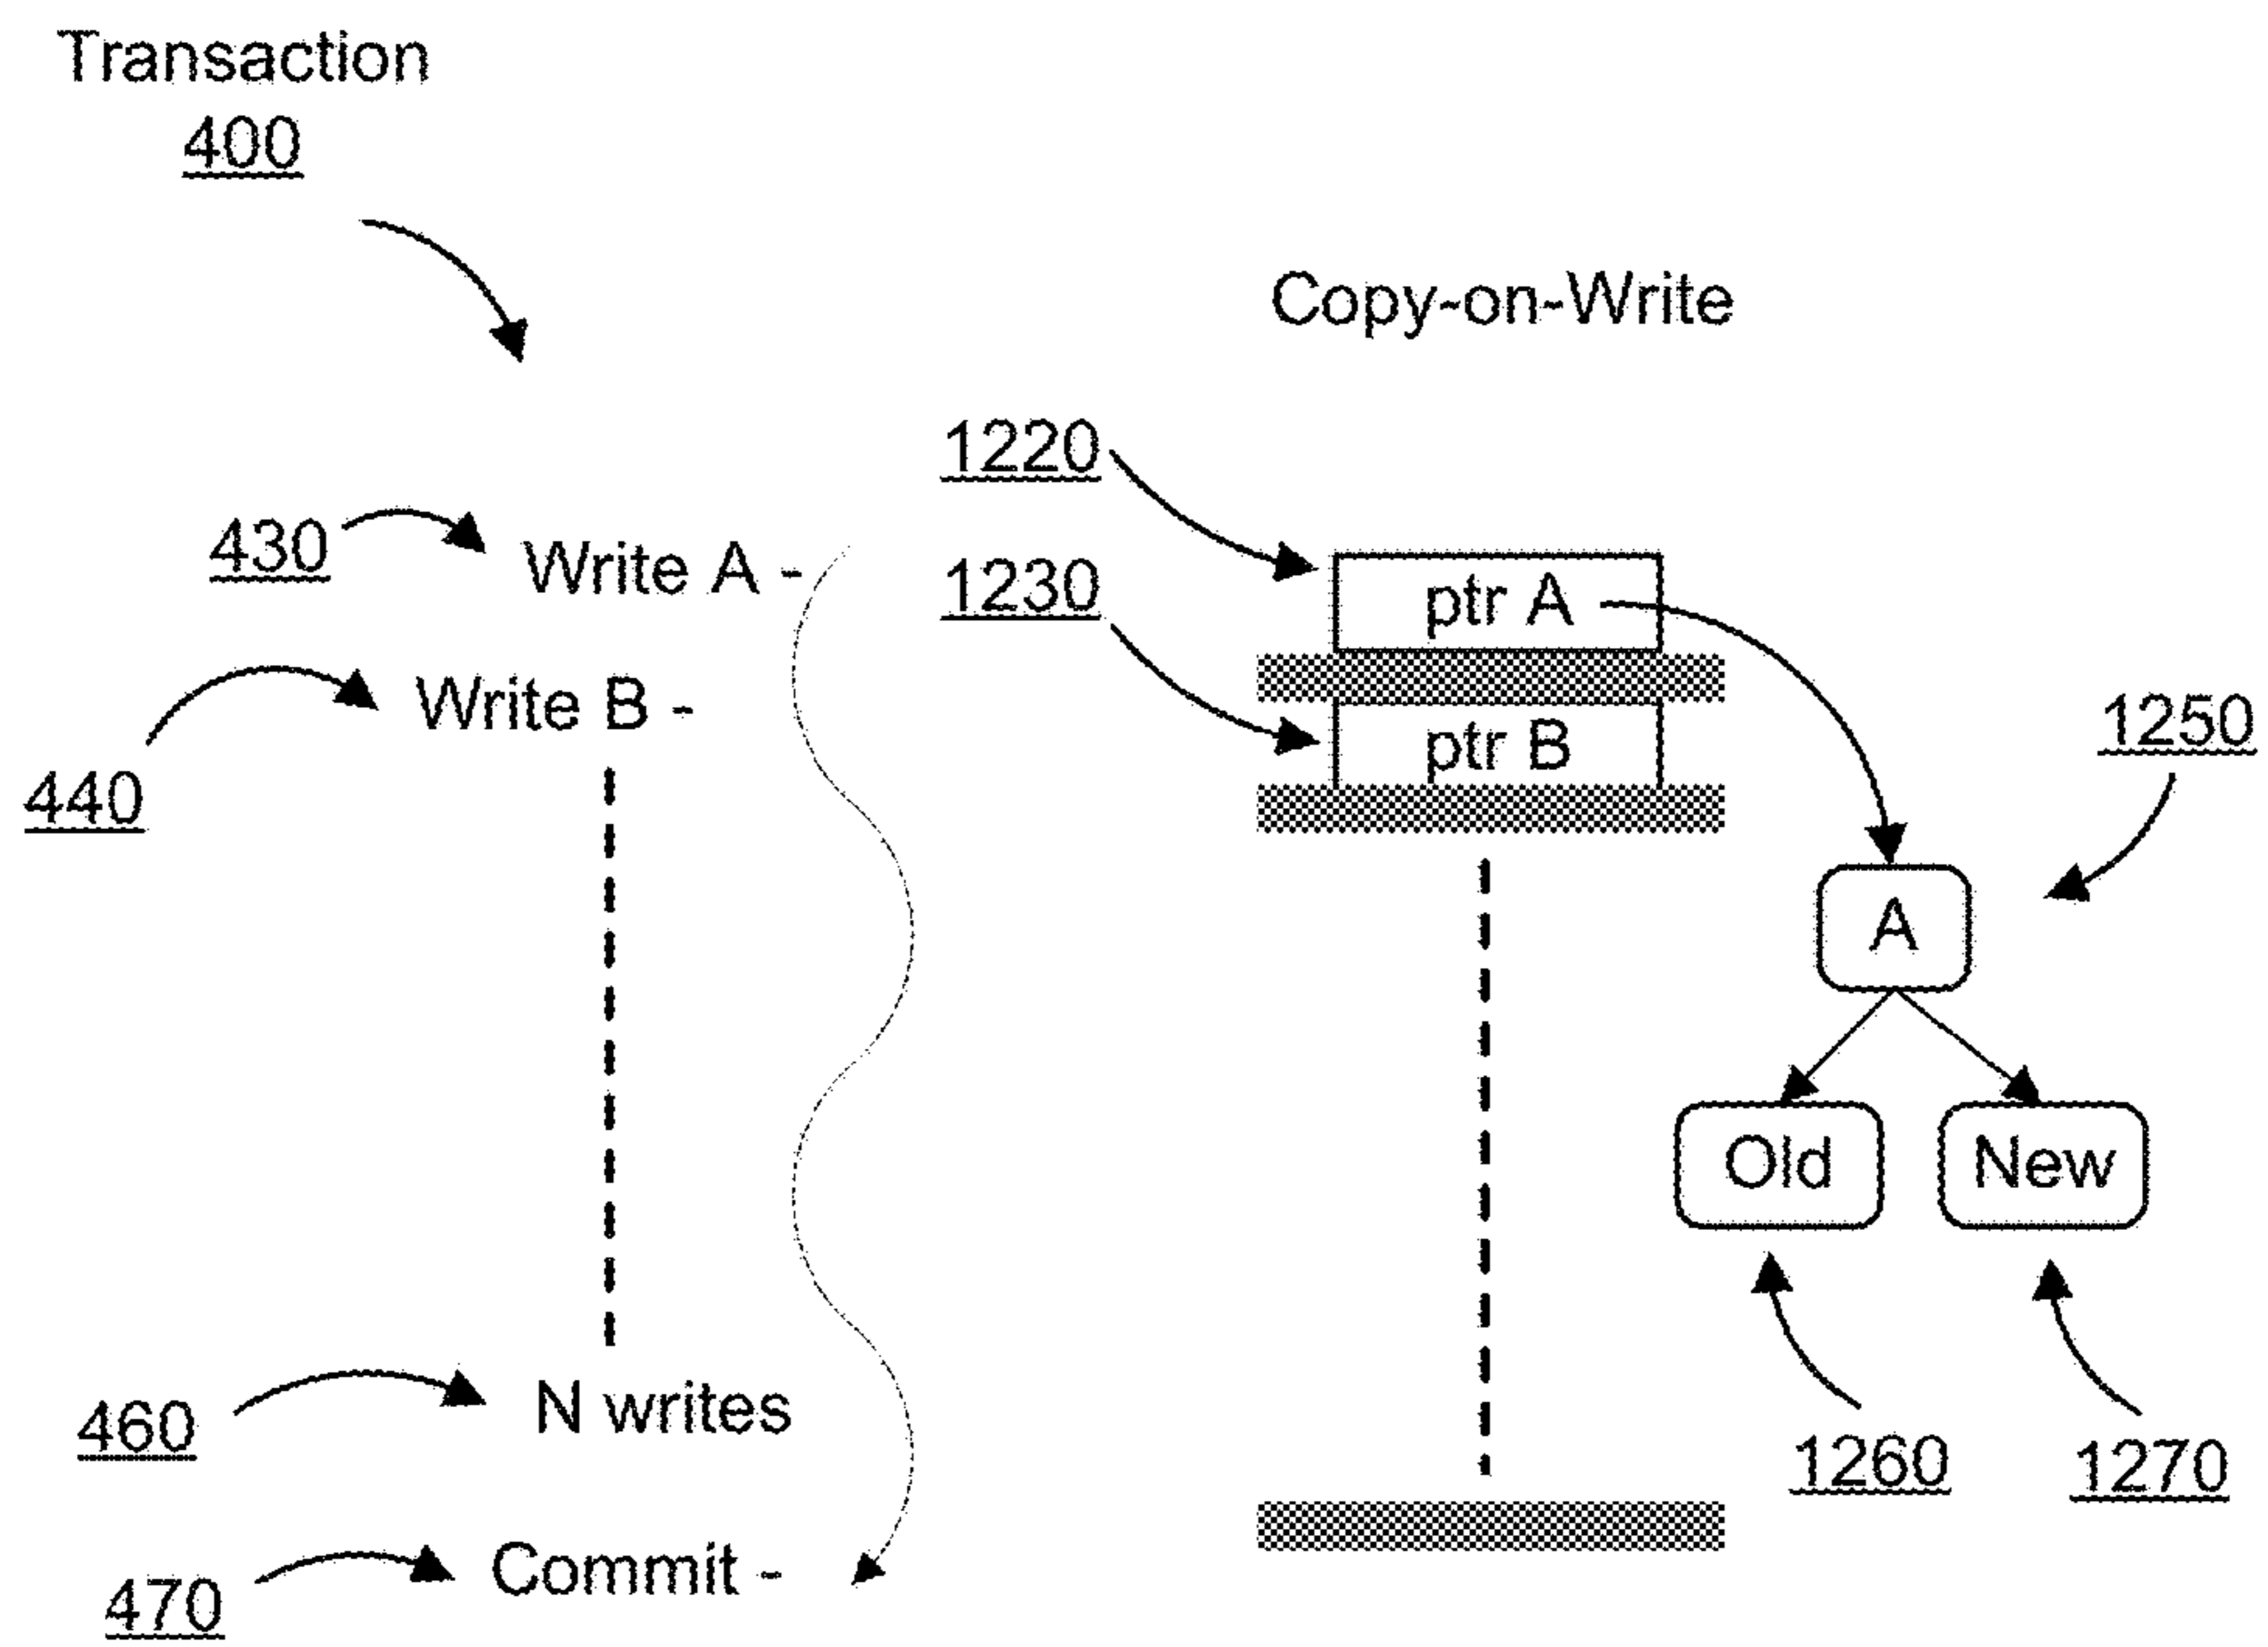 Transaction
400
Copy-on-Write
1220
430
Write A -
1230
ptr A
440
Write B -
ptr B
1250
A
Old
New
460
N writes
1260
1270
470
Commit -